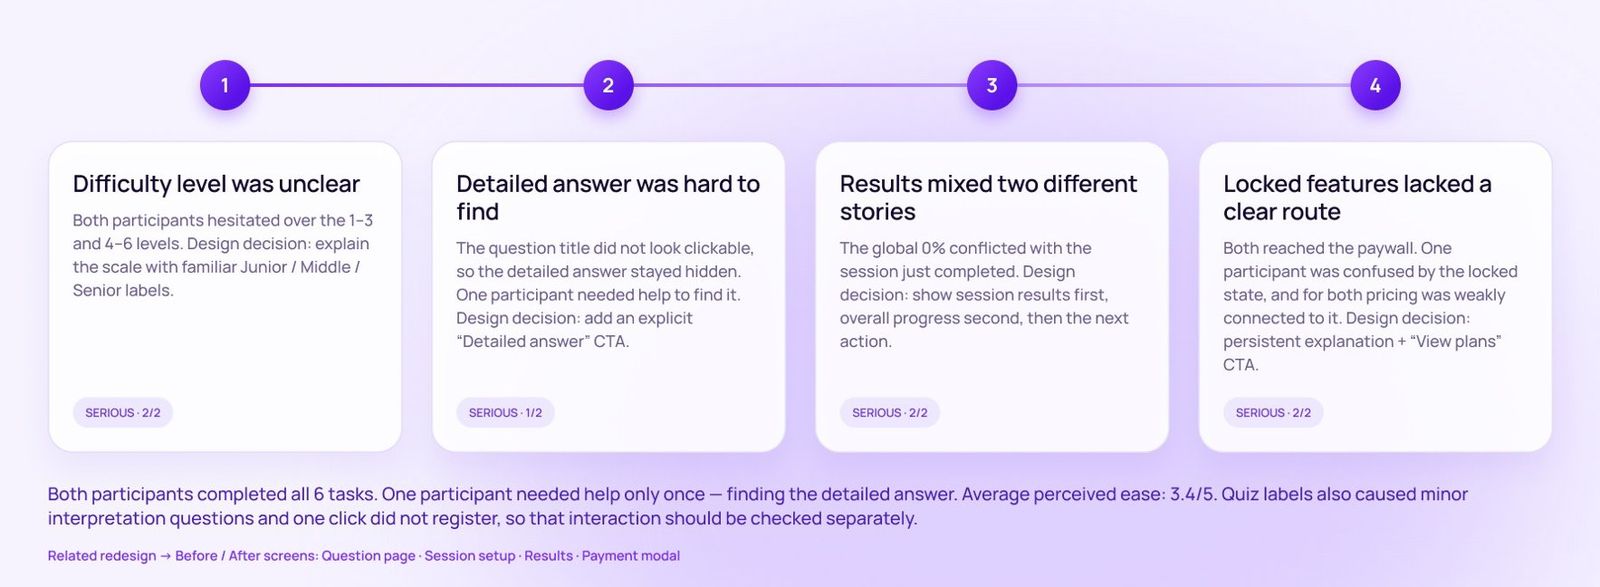 1
2
3
4
Difficulty level was unclear
Both participants hesitated over the 1–3
and 4–6 levels. Design decision: explain
the scale with familiar Junior / Middle /
Senior labels.
SERIOUS · 2/2
Detailed answer was hard to
find
The question title did not look clickable,
so the detailed answer stayed hidden.
One participant needed help to find it.
Design decision: add an explicit
“Detailed answer” CTA.
SERIOUS · 1/2
Results mixed two different
stories
The global 0% conflicted with the
session just completed. Design
decision: show session results first,
overall progress second, then the next
action.
SERIOUS · 2/2
Locked features lacked a
clear route
Both reached the paywall. One
participant was confused by the locked
state, and for both pricing was weakly
connected to it. Design decision:
persistent explanation + “View plans”
CTA.
SERIOUS · 2/2
Both participants completed all 6 tasks. One participant needed help only once — finding the detailed answer. Average perceived ease: 3.4/5. Quiz labels also caused minor
interpretation questions and one click did not register, so that interaction should be checked separately.
Related redesign → Before / After screens: Question page · Session setup · Results · Payment modal